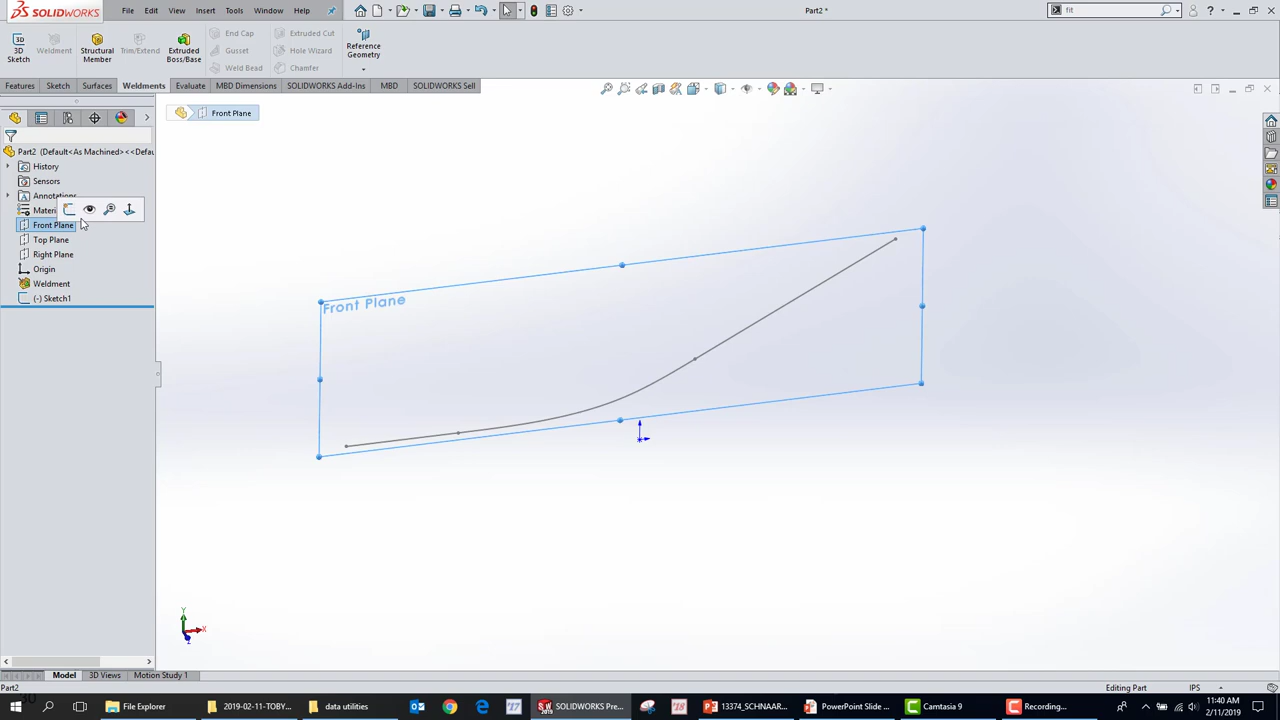 SOLIDWORKS File Edit View Insert Tools Window Help Part2 * fit
3D Sketch
Weldment
Structural Member
Trim/Extend
Extruded Boss/Base
End Cap
Gusset
Weld Bead
Extruded Cut
Hole Wizard
Chamfer
Reference Geometry
Features Sketch Surfaces Weldments Evaluate MBD Dimensions SOLIDWORKS Add-Ins MBD SOLIDWORKS Sell
Front Plane
Part2 (Default<As Machined><<Defau
History
Sensors
Annotations
Materi
Front Plane
Top Plane
Right Plane
Origin
Weldment
(-) Sketch1
Front Plane
Y
X
Z
Model 3D Views Motion Study 1
Part2 Editing Part IPS
File Explorer 2019-02-11-TOBY... data utilities '17 SOLIDWORKS Pre... '18 13374_SCHNAAR... PowerPoint Slide ... Camtasia 9 Recording... 11:40 AM
2/11/2019